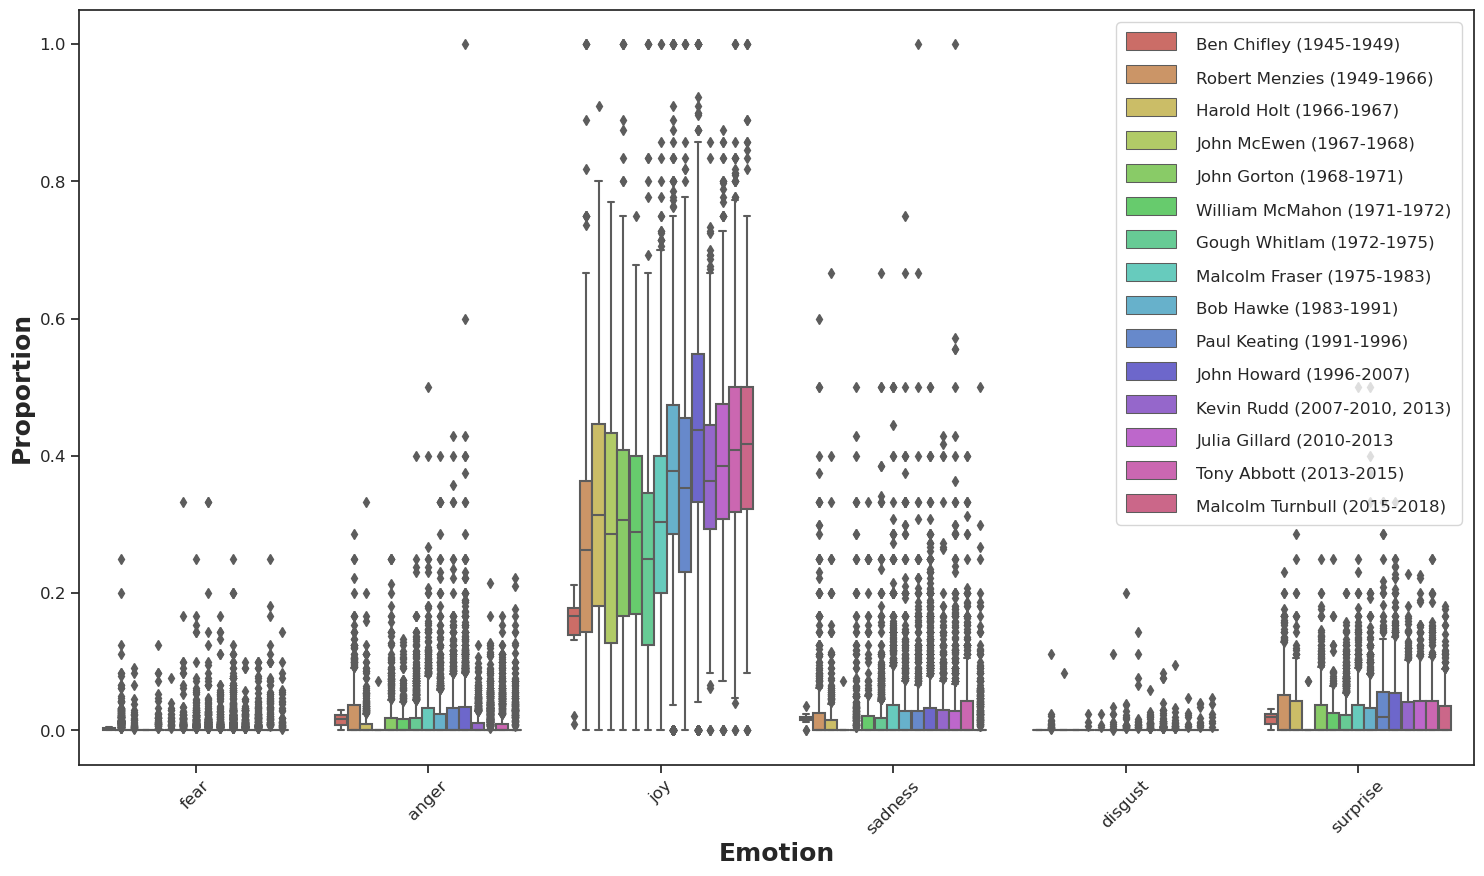 Proportion
1.0
0.8
0.6
0.4
0.2
0.0
Ben Chifley (1945-1949)
Robert Menzies (1949-1966)
Harold Holt (1966-1967)
John McEwen (1967-1968)
John Gorton (1968-1971)
William McMahon (1971-1972)
Gough Whitlam (1972-1975)
Malcolm Fraser (1975-1983)
Bob Hawke (1983-1991)
Paul Keating (1991-1996)
John Howard (1996-2007)
Kevin Rudd (2007-2010, 2013)
Julia Gillard (2010-2013
Tony Abbott (2013-2015)
Malcolm Turnbull (2015-2018)
fear
anger
joy
sadness
disgust
surprise
Emotion